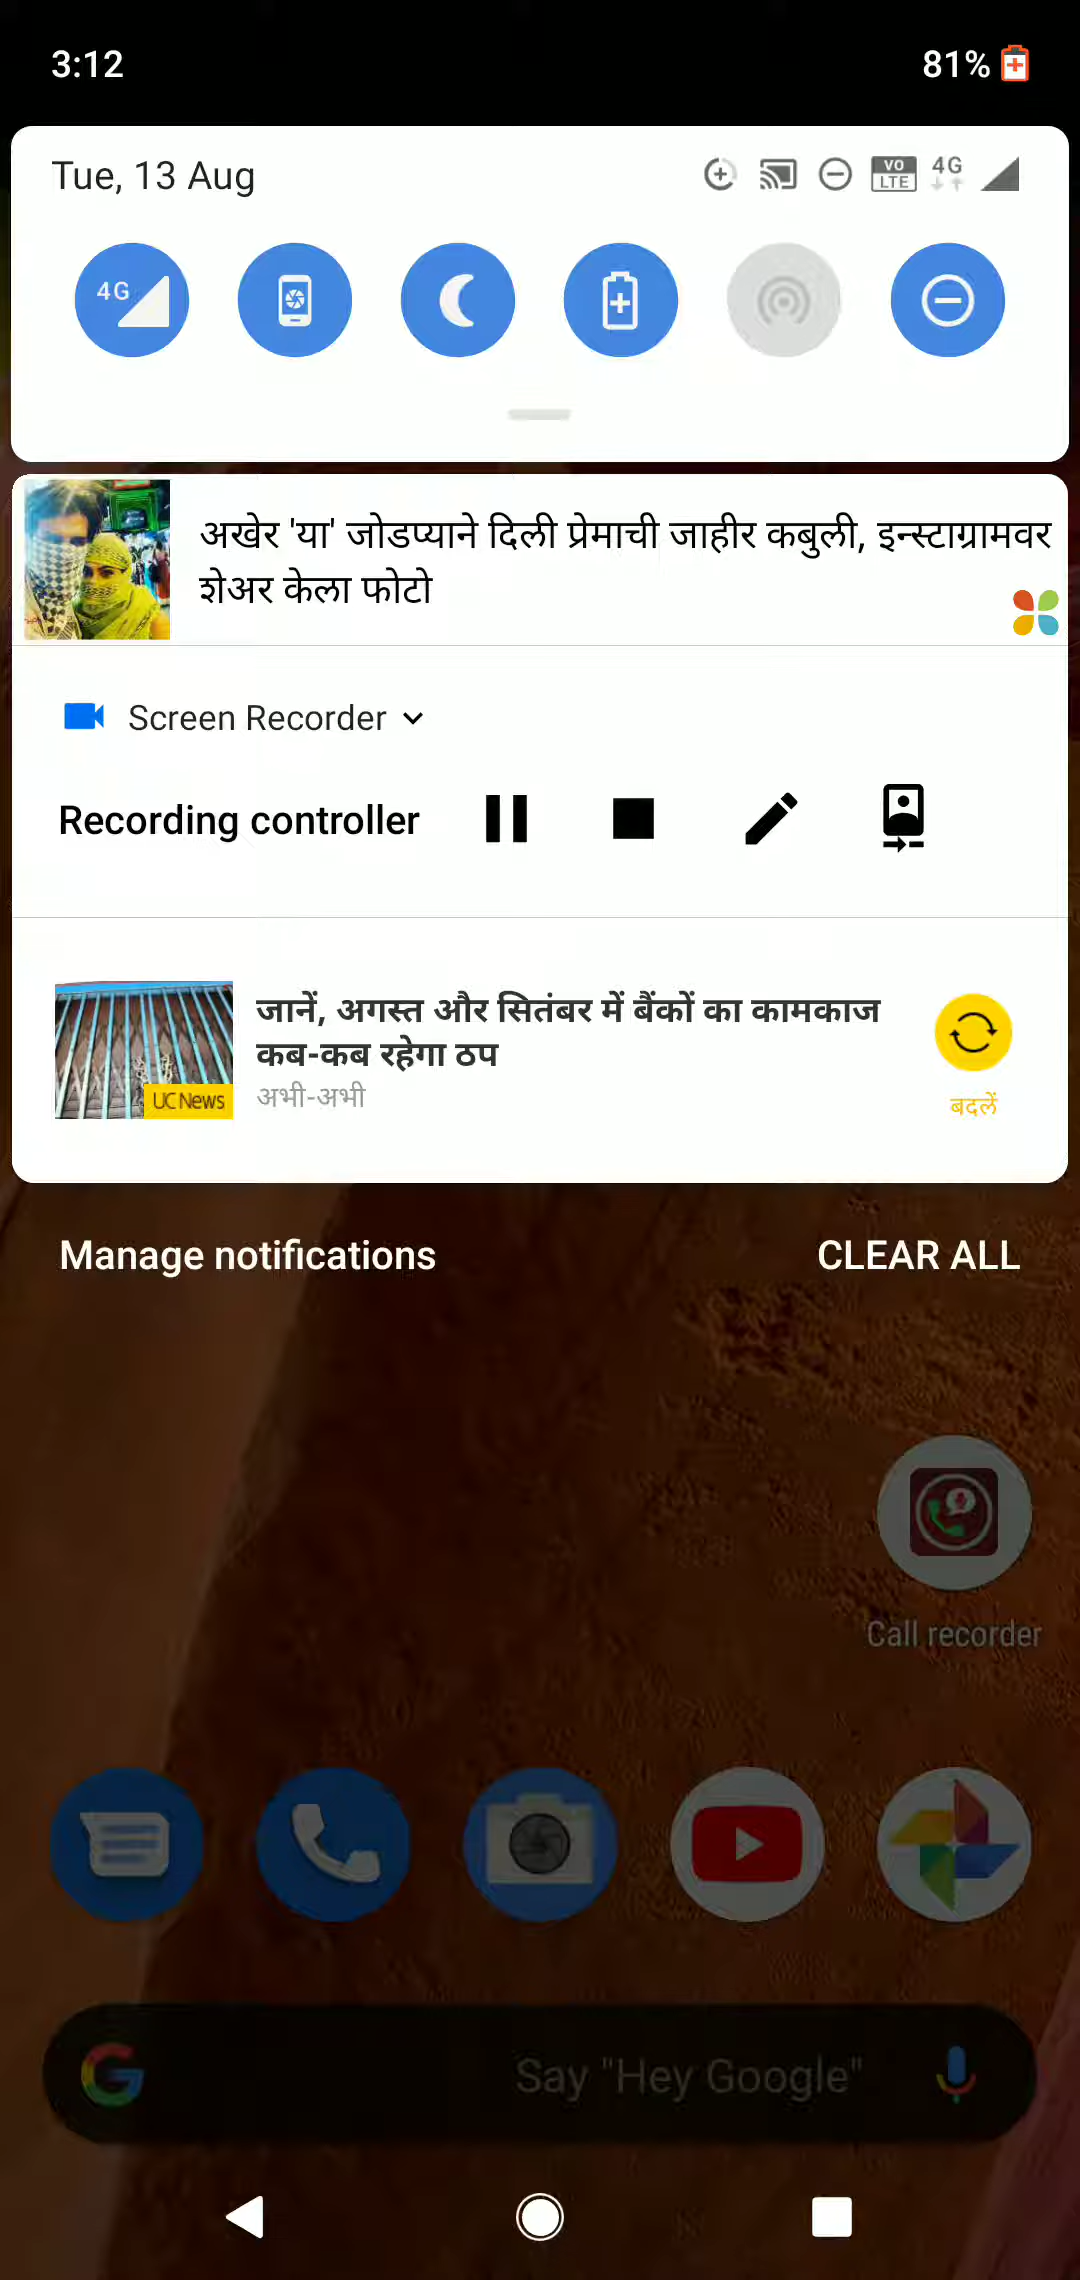 3:12
81%
Tue, 13 Aug
VO
LTE
4G
4G
अखेर 'या' जोडप्याने दिली प्रेमाची जाहीर कबुली, इन्स्टाग्रामवर
शेअर केला फोटो
Screen Recorder
Recording controller
जानें, अगस्त और सितंबर में बैंकों का कामकाज
कब-कब रहेगा ठप
अभी-अभी
UC News
बदलें
Manage notifications
CLEAR ALL
Call recorder
Say "Hey Google"